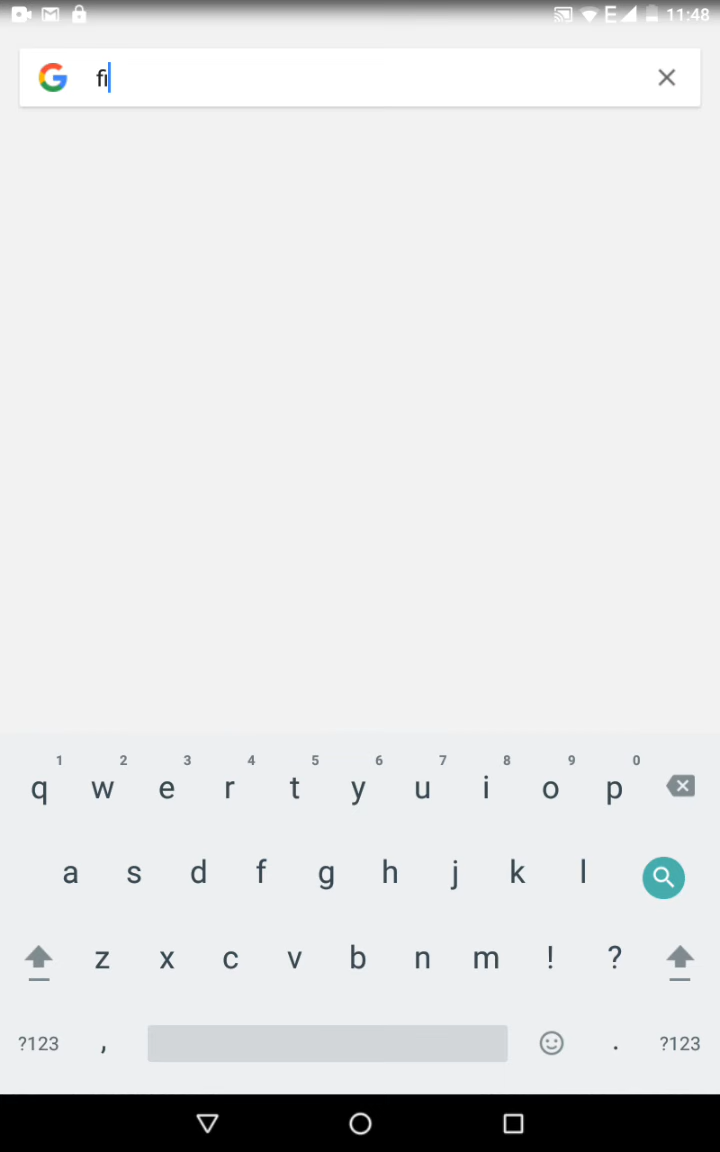 11:48
fi
1 2 3 4 5 6 7 8 9 0
q w e r t y u i o p
a s d f g h j k l
z x c v b n m ! ?
?123 , . ?123